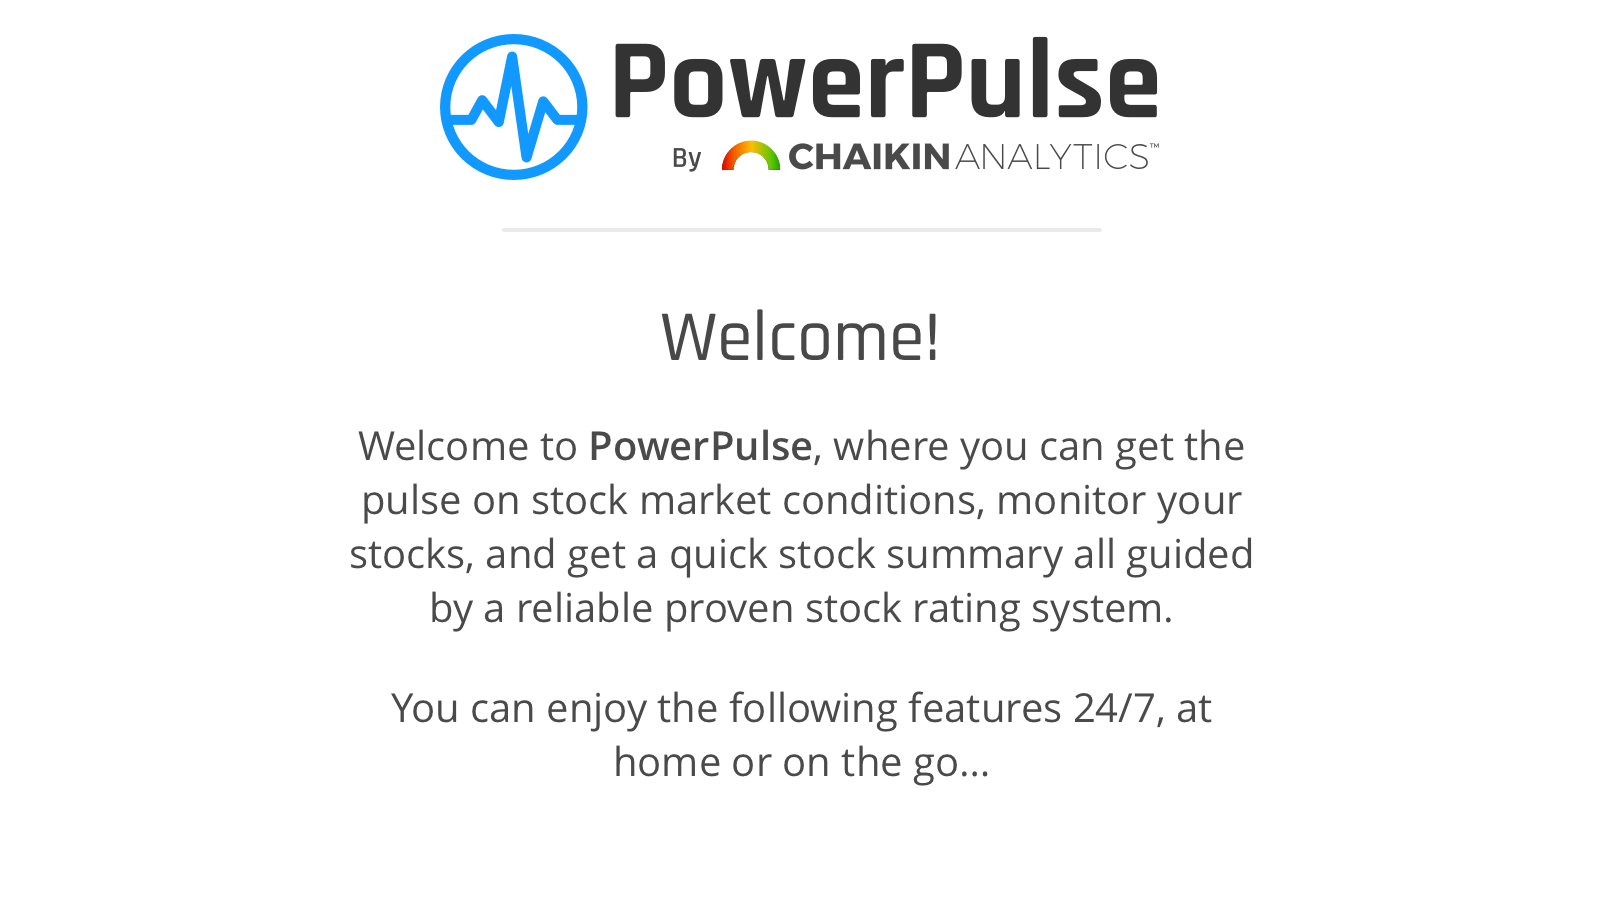 PowerPulse
By CHAIKIN ANALYTICS™
Welcome!
Welcome to PowerPulse, where you can get the
pulse on stock market conditions, monitor your
stocks, and get a quick stock summary all guided
by a reliable proven stock rating system.
You can enjoy the following features 24/7, at
home or on the go...